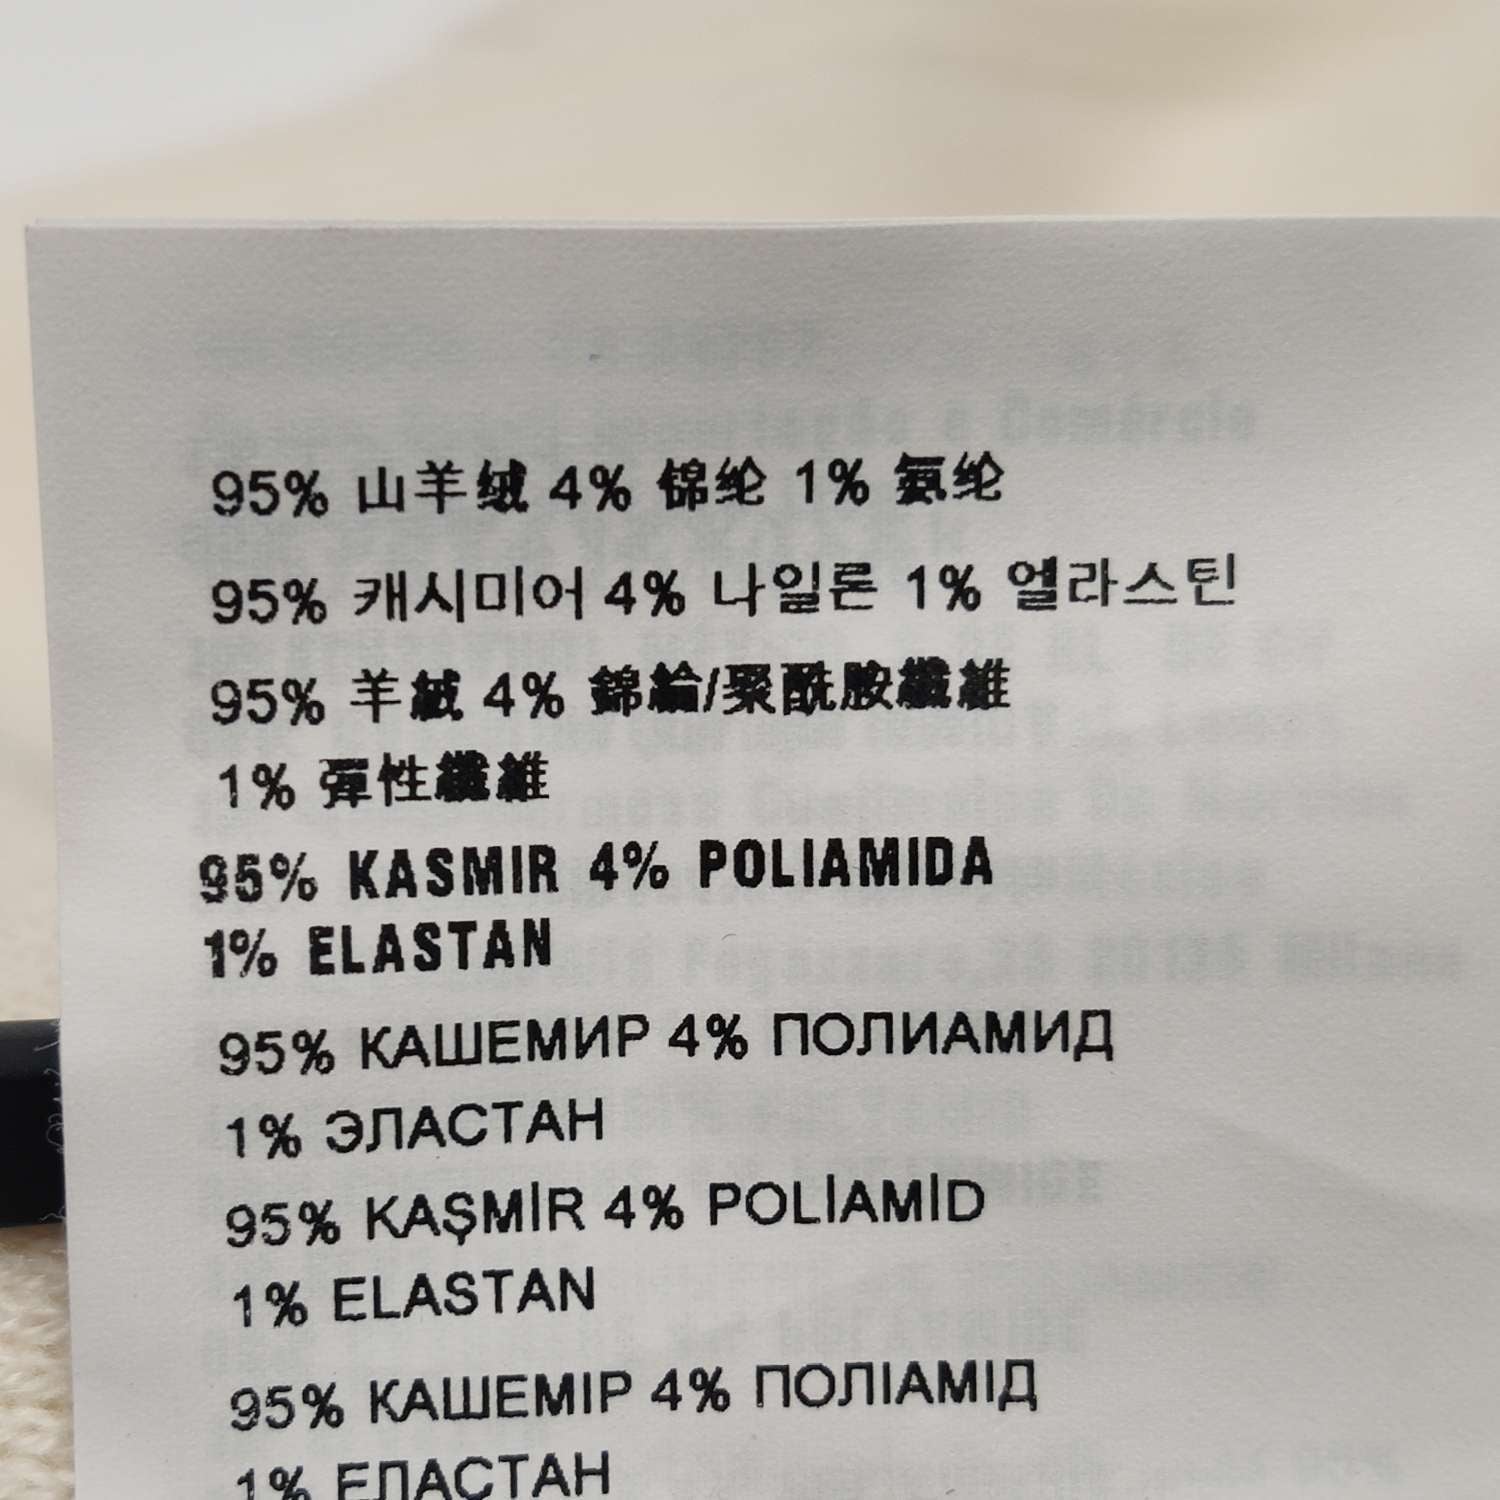 95% 山羊绒 4% 锦纶 1% 氨纶
95% 캐시미어 4% 나일론 1% 엘라스틴
95% 羊絨 4% 錦綸/聚酰胺纖維
1% 彈性纖維
95% KASMIR 4% POLIAMIDA
1% ELASTAN
95% КАШЕМИР 4% ПОЛИАМИД
1% ЭЛАСТАН
95% KAŞMİR 4% POLİAMİD
1% ELASTAN
95% КАШЕМІР 4% ПОЛІАМІД
1% ЕЛАСТАН